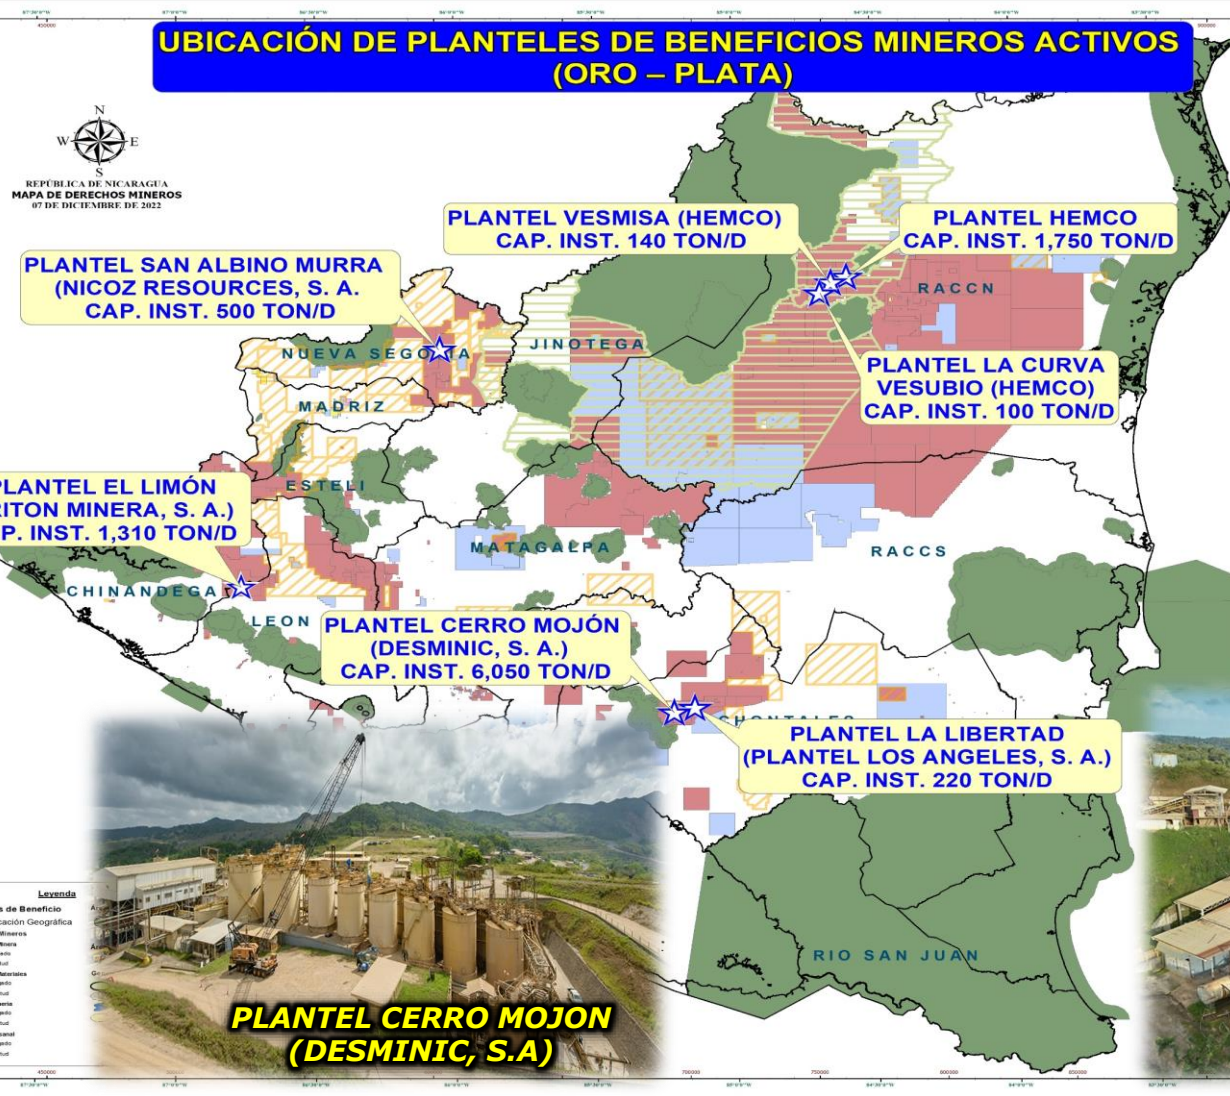 UBICACIÓN DE PLANTELES DE BENEFICIOS MINEROS ACTIVOS
(ORO – PLATA)
N
W
E
S
REPÚBLICA DE NICARAGUA
MAPA DE DERECHOS MINEROS
07 DE DICIEMBRE DE 2022
PLANTEL VESMISA (HEMCO)
CAP. INST. 140 TON/D
PLANTEL HEMCO
CAP. INST. 1,750 TON/D
PLANTEL SAN ALBINO MURRA
(NICOZ RESOURCES, S. A.
CAP. INST. 500 TON/D
RACCN
JINOTEGA
NUEVA SEGOVIA
PLANTEL LA CURVA
VESUBIO (HEMCO)
CAP. INST. 100 TON/D
MADRIZ
ESTELI
PLANTEL EL LIMÓN
RITON MINERA, S. A.)
P. INST. 1,310 TON/D
MATAGALPA
RACCS
CHINANDEGA
LEON
PLANTEL CERRO MOJÓN
(DESMINIC, S. A.)
CAP. INST. 6,050 TON/D
CHONTALES
PLANTEL LA LIBERTAD
(PLANTEL LOS ANGELES, S. A.)
CAP. INST. 220 TON/D
RIO SAN JUAN
Leyenda
s de Beneficio
cación Geográfica
Mineros
PLANTEL CERRO MOJON
(DESMINIC, S.A)